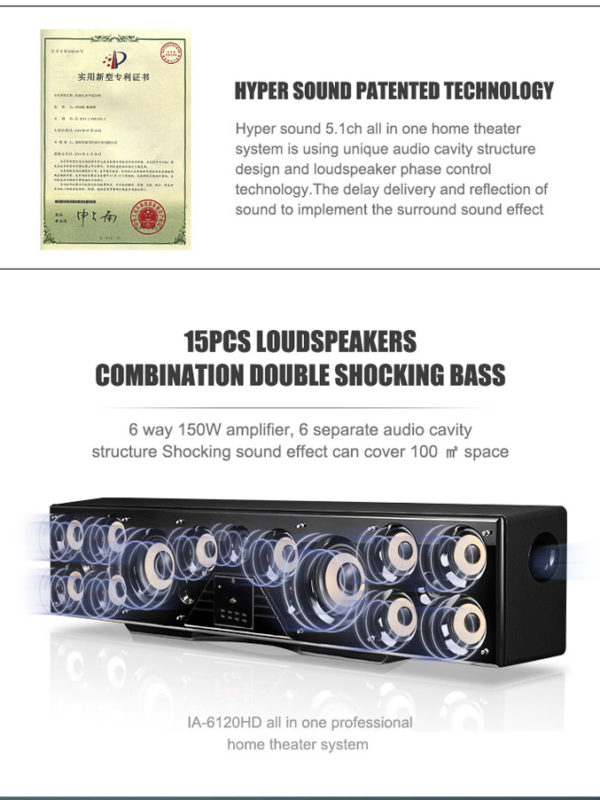 实用新型专利证书
HYPER SOUND PATENTED TECHNOLOGY
Hyper sound 5.1ch all in one home theater
system is using unique audio cavity structure
design and loudspeaker phase control
technology.The delay delivery and reflection of
sound to implement the surround sound effect
15PCS LOUDSPEAKERS
COMBINATION DOUBLE SHOCKING BASS
6 way 150W amplifier, 6 separate audio cavity
structure Shocking sound effect can cover 100 ㎡ space
IA-6120HD all in one professional
home theater system